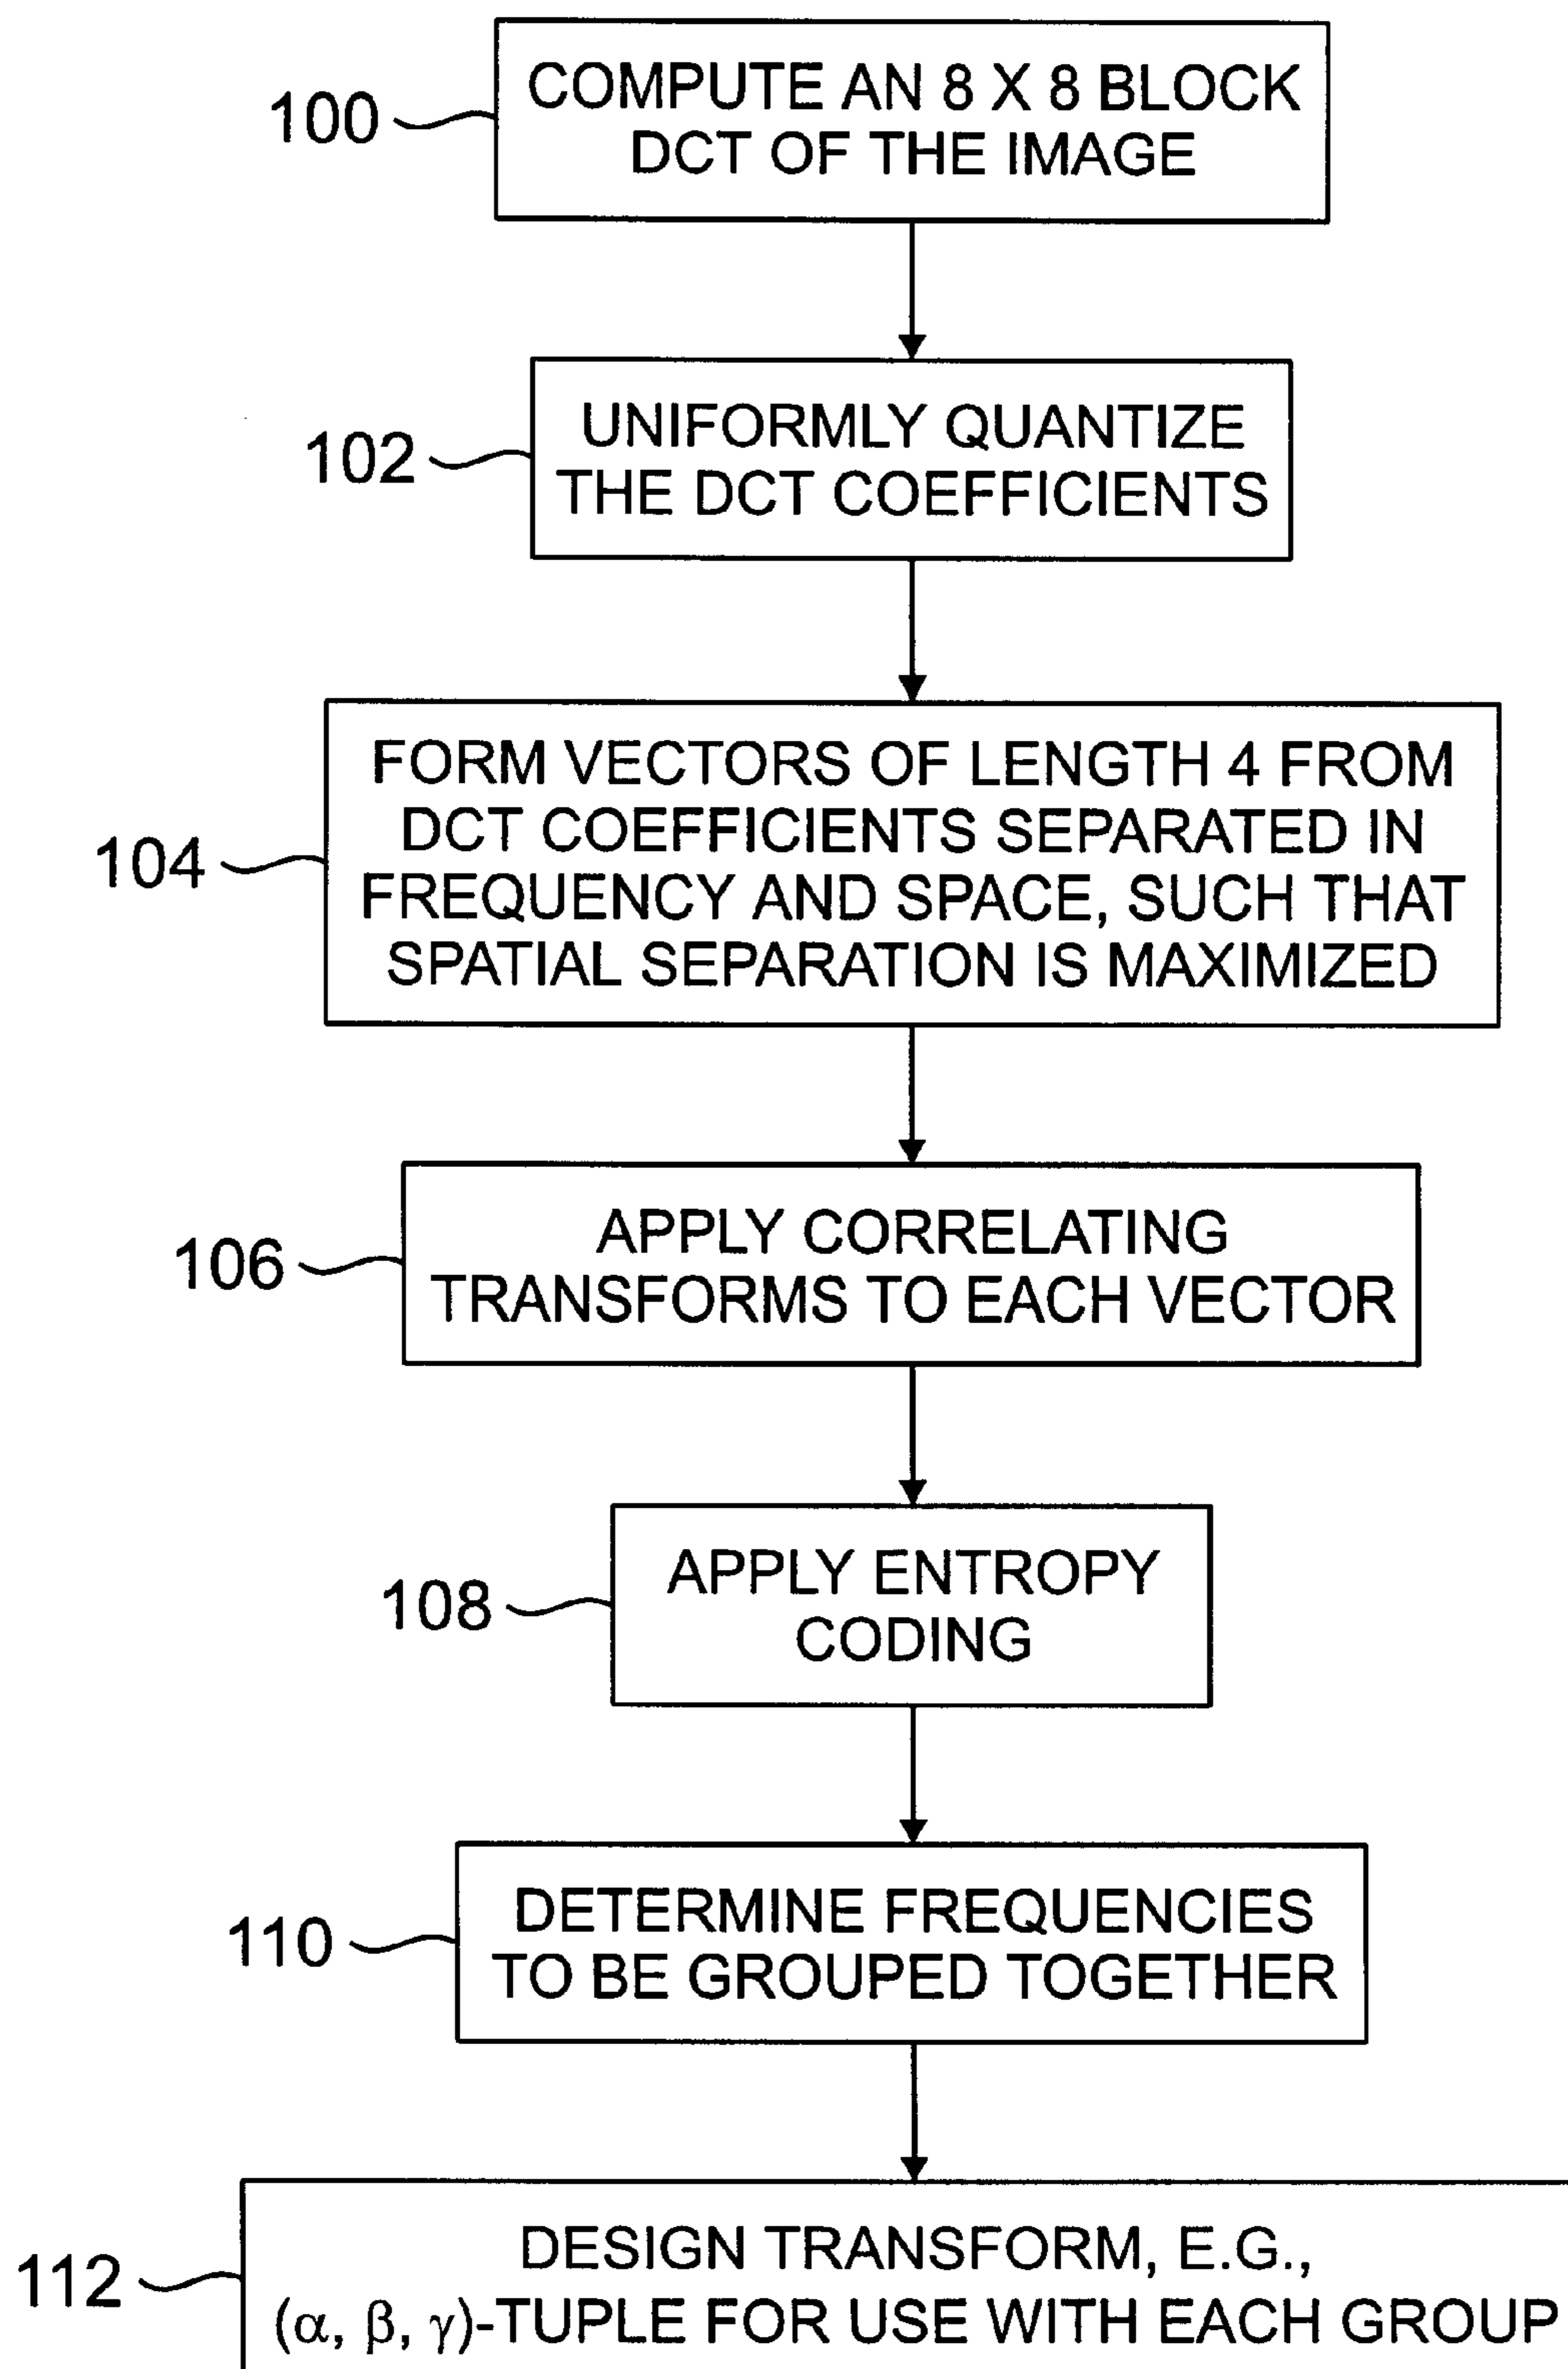 100
COMPUTE AN 8 X 8 BLOCK
DCT OF THE IMAGE
102
UNIFORMLY QUANTIZE
THE DCT COEFFICIENTS
104
FORM VECTORS OF LENGTH 4 FROM
DCT COEFFICIENTS SEPARATED IN
FREQUENCY AND SPACE, SUCH THAT
SPATIAL SEPARATION IS MAXIMIZED
106
APPLY CORRELATING
TRANSFORMS TO EACH VECTOR
108
APPLY ENTROPY
CODING
110
DETERMINE FREQUENCIES
TO BE GROUPED TOGETHER
112
DESIGN TRANSFORM, E.G.,
(α, β, γ)-TUPLE FOR USE WITH EACH GROUP